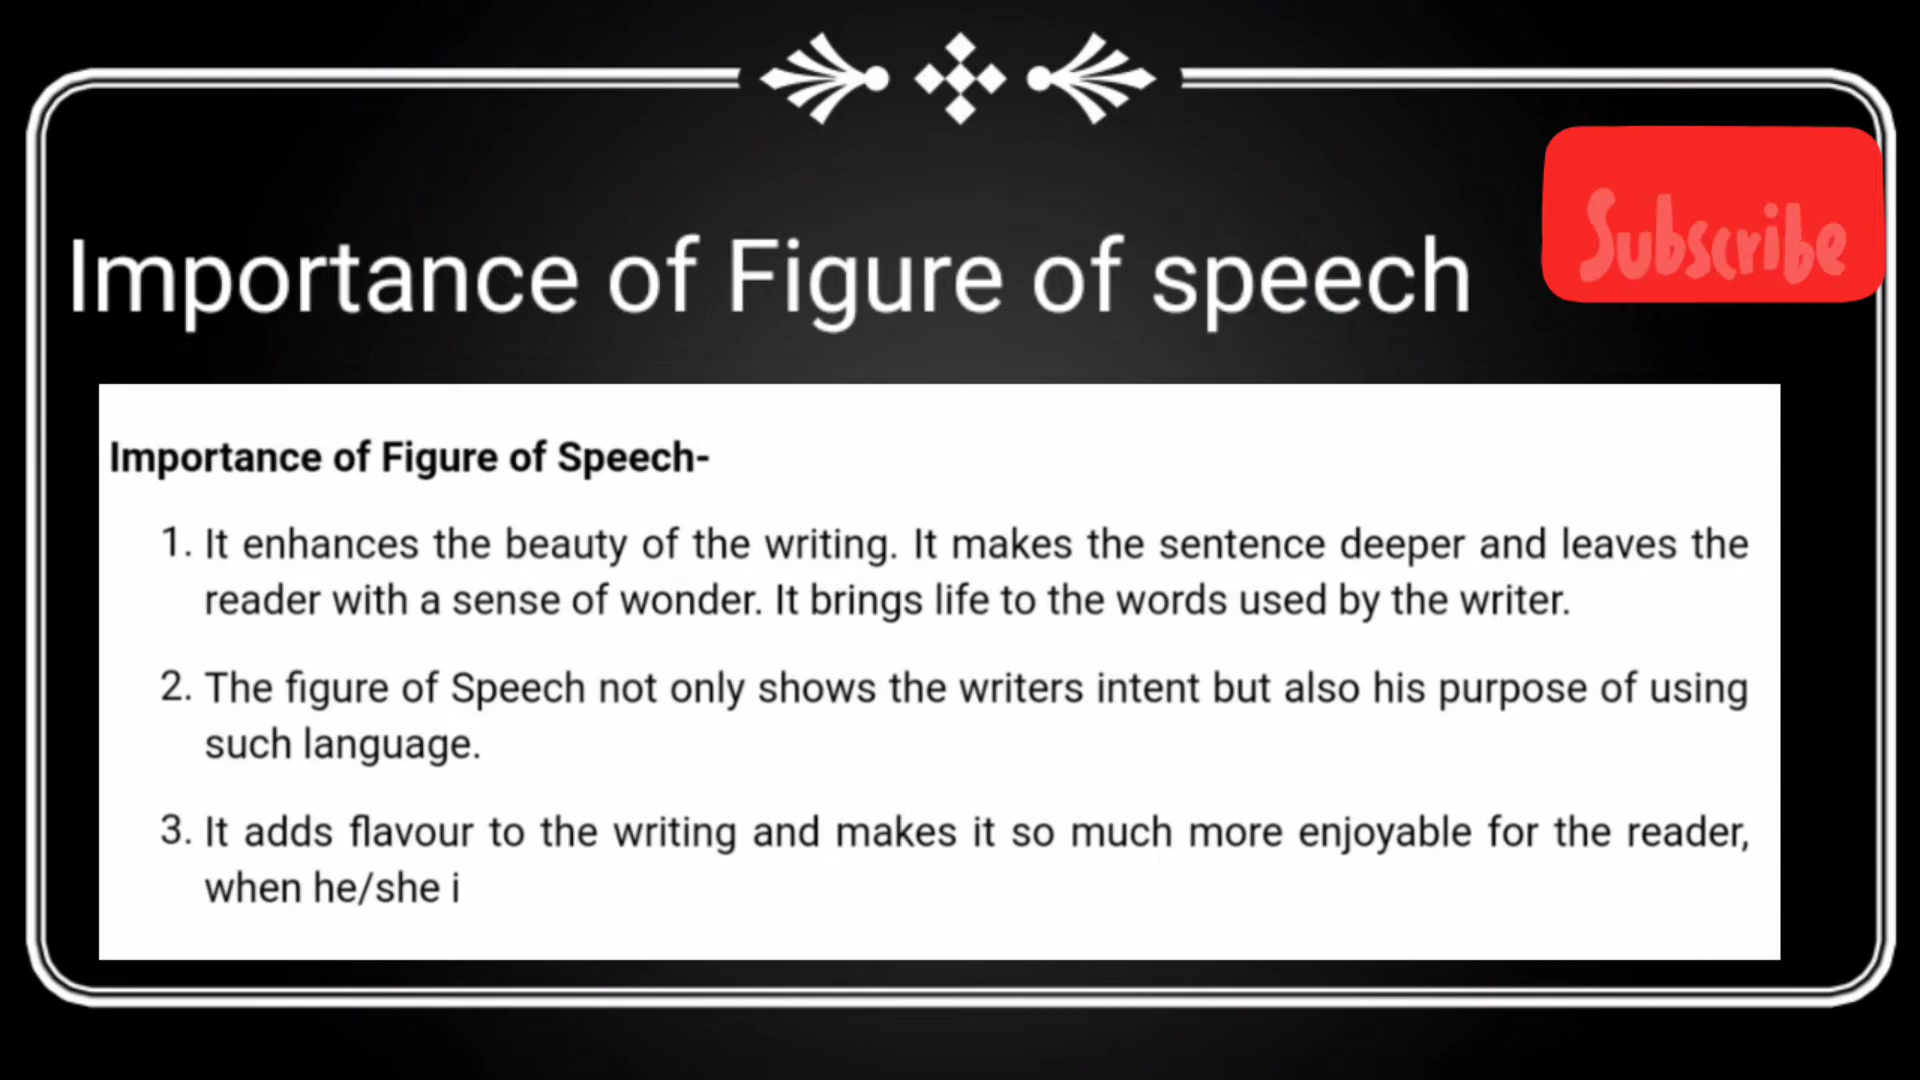 Subscribe
Importance of Figure of speech
Importance of Figure of Speech-
1. It enhances the beauty of the writing. It makes the sentence deeper and leaves the
reader with a sense of wonder. It brings life to the words used by the writer.
2. The figure of Speech not only shows the writers intent but also his purpose of using
such language.
3. It adds flavour to the writing and makes it so much more enjoyable for the reader,
when he/she i